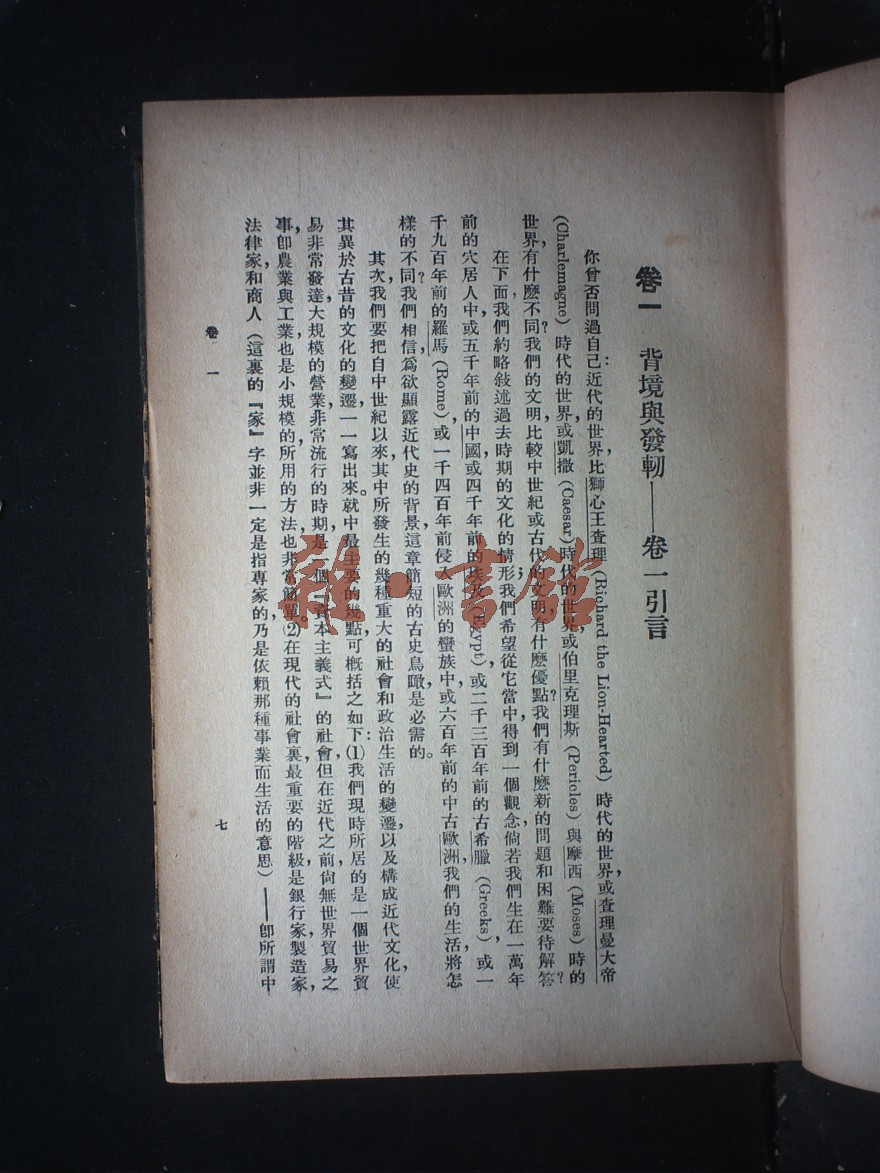 卷一　背境與發軔——卷一引言
你曾否問過自己：近代的世界，比獅心王查理 (Richard the Lion-Hearted) 時代的世界，或查理曼大帝
(Charlemagne) 時代的世界，或凱撒 (Caesar) 時代的世界，或伯里克理斯 (Pericles) 與摩西 (Moses) 時的
世界，有什麽不同？我們的文明，比較中世紀或古代的文明，有什麽優點？我們有什麽新的問題和困難要待解答？
在下面，我們約略敍述過去時期的文化的情形；我們希望從它當中，得到一個觀念，倘若我們生在一萬年
前的穴居人中，或五千年前的中國，或四千年前的埃及 (Egypt)，或二千三百年前的古希臘 (Greeks)，或一
千九百年前的羅馬 (Rome)，或一千四百年前侵入歐洲的蠻族中，或六百年前的中古歐洲，我們的生活，將怎
樣的不同？我們相信，爲欲顯露近代史的背景，這章簡短的古史鳥瞰，是必需的。
其次，我們要把自中世紀以來其中所發生的幾種重大的社會和政治生活的變遷，以及構成近代文化，使
其異於古昔的文化的變遷，一一寫出來。就中最主要的幾點，可概括之如下：(1)我們現時所居的是一個世界貿
易非常發達，大規模的營業，非常流行的時期，是一個『資本主義式』的社會，但在近代之前，尙無世界貿易之
事，卽農業與工業，也是小規模的，所用的方法，也非常簡單。(2)在現代的社會裏，最重要的階級是銀行家，製造家，
法律家，和商人（這裏的『家』字並非一定是指專家的，乃是依賴那種事業而生活的意思）——卽所謂中
卷　一
七
龍·書館